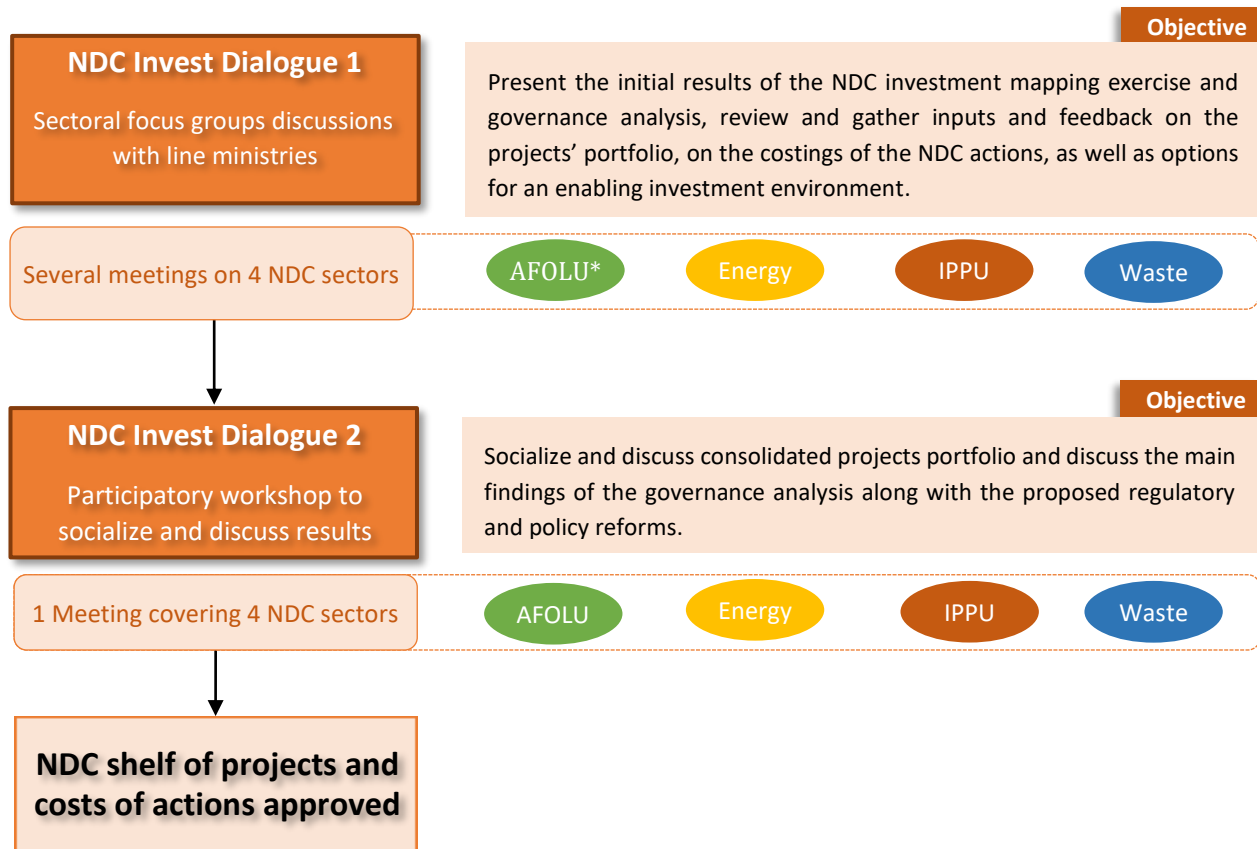 Objective
NDC Invest Dialogue 1
Sectoral focus groups discussions
with line ministries
Present the initial results of the NDC investment mapping exercise and
governance analysis, review and gather inputs and feedback on the
projects’ portfolio, on the costings of the NDC actions, as well as options
for an enabling investment environment.
Several meetings on 4 NDC sectors
AFOLU*
Energy
IPPU
Waste
Objective
NDC Invest Dialogue 2
Participatory workshop to
socialize and discuss results
Socialize and discuss consolidated projects portfolio and discuss the main
findings of the governance analysis along with the proposed regulatory
and policy reforms.
1 Meeting covering 4 NDC sectors
AFOLU
Energy
IPPU
Waste
NDC shelf of projects and
costs of actions approved